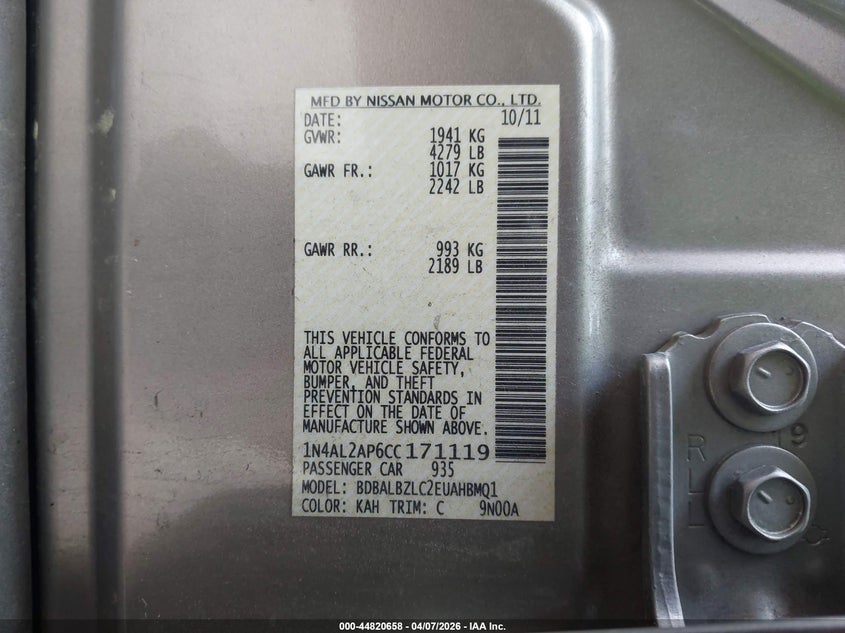 MFD BY NISSAN MOTOR CO., LTD.
DATE: 10/11
GVWR: 1941 KG
4279 LB
GAWR FR.: 1017 KG
2242 LB
GAWR RR.: 993 KG
2189 LB
THIS VEHICLE CONFORMS TO
ALL APPLICABLE FEDERAL
MOTOR VEHICLE SAFETY,
BUMPER, AND THEFT
PREVENTION STANDARDS IN
EFFECT ON THE DATE OF
MANUFACTURE SHOWN ABOVE.
1N4AL2AP6CC171119
PASSENGER CAR 935
MODEL: BDBALBZLC2EUAHBMQ1
COLOR: KAH TRIM: C 9N00A
R 19
000-44820658 - 04/07/2026 - IAA Inc.